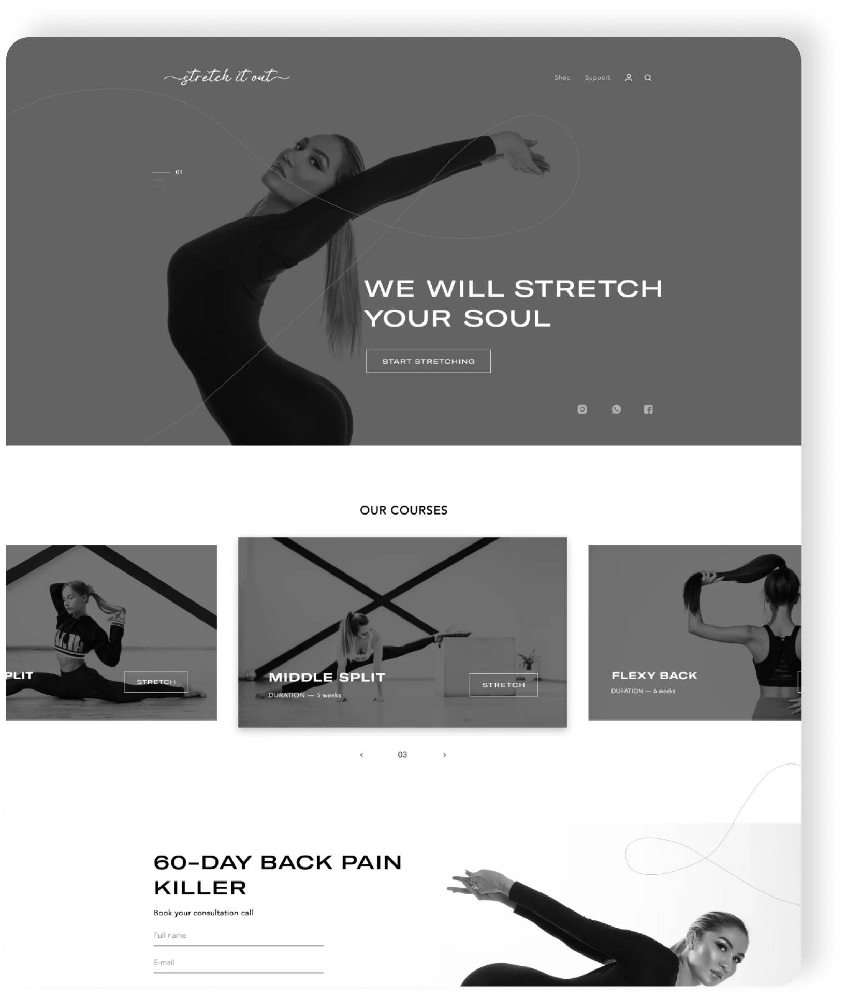 stretch it out
Shop Support
01
WE WILL STRETCH
YOUR SOUL
START STRETCHING
OUR COURSES
PLIT
STRETCH
MIDDLE SPLIT
DURATION — 5 weeks
STRETCH
FLEXY BACK
DURATION — 6 weeks
03
60-DAY BACK PAIN
KILLER
Book your consultation call
Full name
E-mail